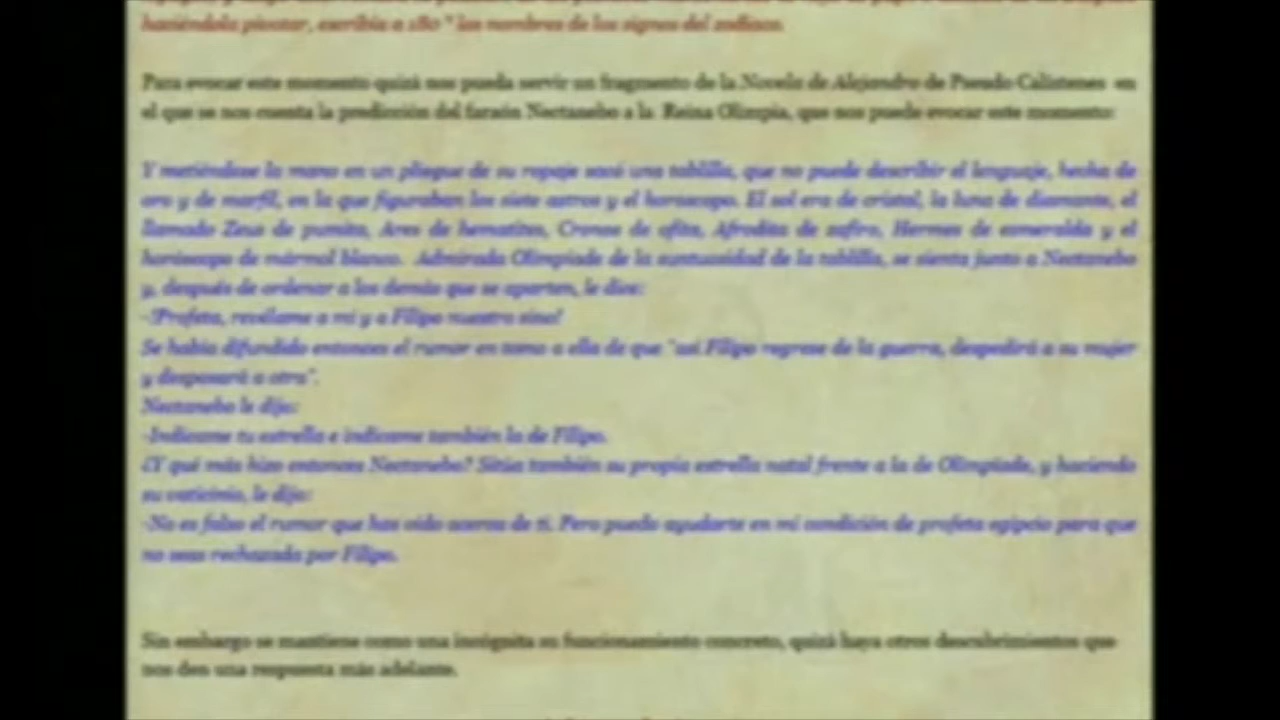 haciéndola pivotar, escribía a 180 º los nombres de los signos del zodiaco.
Para evocar este momento quizá nos pueda servir un fragmento de la Novela de Alejandro de Pseudo Calistenes en
el que se nos cuenta la predicción del faraón Nectanebo a la Reina Olimpia, que nos puede evocar este momento:
Y metiéndose la mano en un pliegue de su ropaje sacó una tablilla, que no puede describir el lenguaje, hecha de
oro y de marfil, en la que figuraban los siete astros y el horoscopo. El sol era de cristal, la luna de diamante, el
llamado Zeus de pumita, Ares de hematites, Cronos de ofita, Afrodita de zafiro, Hermes de esmeralda y el
horóscopo de mármol blanco. Admirada Olimpiade de la suntuosidad de la tablilla, se sienta junto a Nectanebo
y, después de ordenar a los demás que se aparten, le dice:
-¡Profeta, revélame a mi y a Filipo nuestro sino!
Se había difundido entonces el rumor en torno a ella de que "así Filipo regrese de la guerra, despedirá a su mujer
y desposará a otra".
Nectanebo le dijo:
-Indicame tu estrella e indicame también la de Filipo.
¿Y qué más hizo entonces Nectanebo? Sitúa también su propia estrella natal frente a la de Olimpiade, y haciendo
su vaticinio, le dijo:
-No es falso el rumor que has oído acerca de ti. Pero puedo ayudarte en mi condición de profeta egipcio para que
no seas rechazada por Filipo.
Sin embargo se mantiene como una incógnita su funcionamiento concreto, quizá haya otros descubrimientos que
nos den una respuesta más adelante.